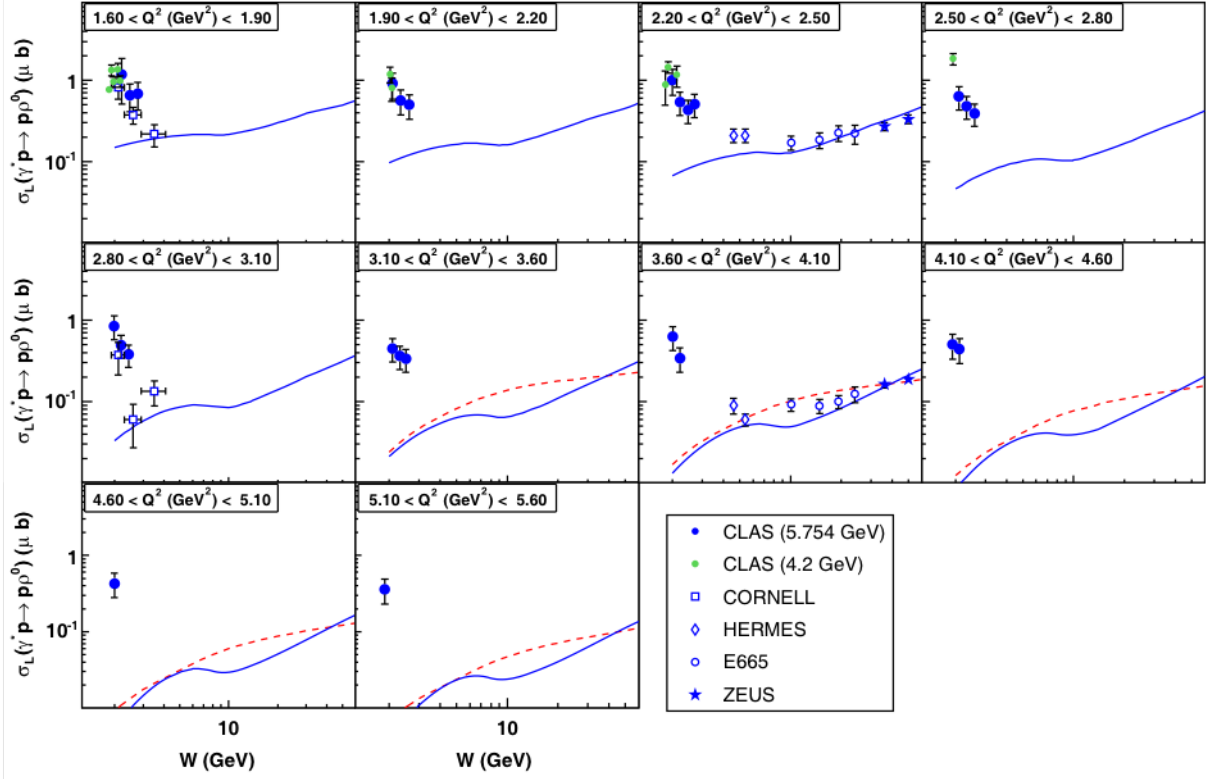 1.60 < Q² (GeV²) < 1.90
1.90 < Q² (GeV²) < 2.20
2.20 < Q² (GeV²) < 2.50
2.50 < Q² (GeV²) < 2.80
σL(γ* p→ pρ⁰) (μ b)
1
10⁻¹
2.80 < Q² (GeV²) < 3.10
3.10 < Q² (GeV²) < 3.60
3.60 < Q² (GeV²) < 4.10
4.10 < Q² (GeV²) < 4.60
σL(γ* p→ pρ⁰) (μ b)
1
10⁻¹
4.60 < Q² (GeV²) < 5.10
5.10 < Q² (GeV²) < 5.60
σL(γ* p→ pρ⁰) (μ b)
1
10⁻¹
10
10
W (GeV)
W (GeV)
CLAS (5.754 GeV)
CLAS (4.2 GeV)
CORNELL
HERMES
E665
ZEUS